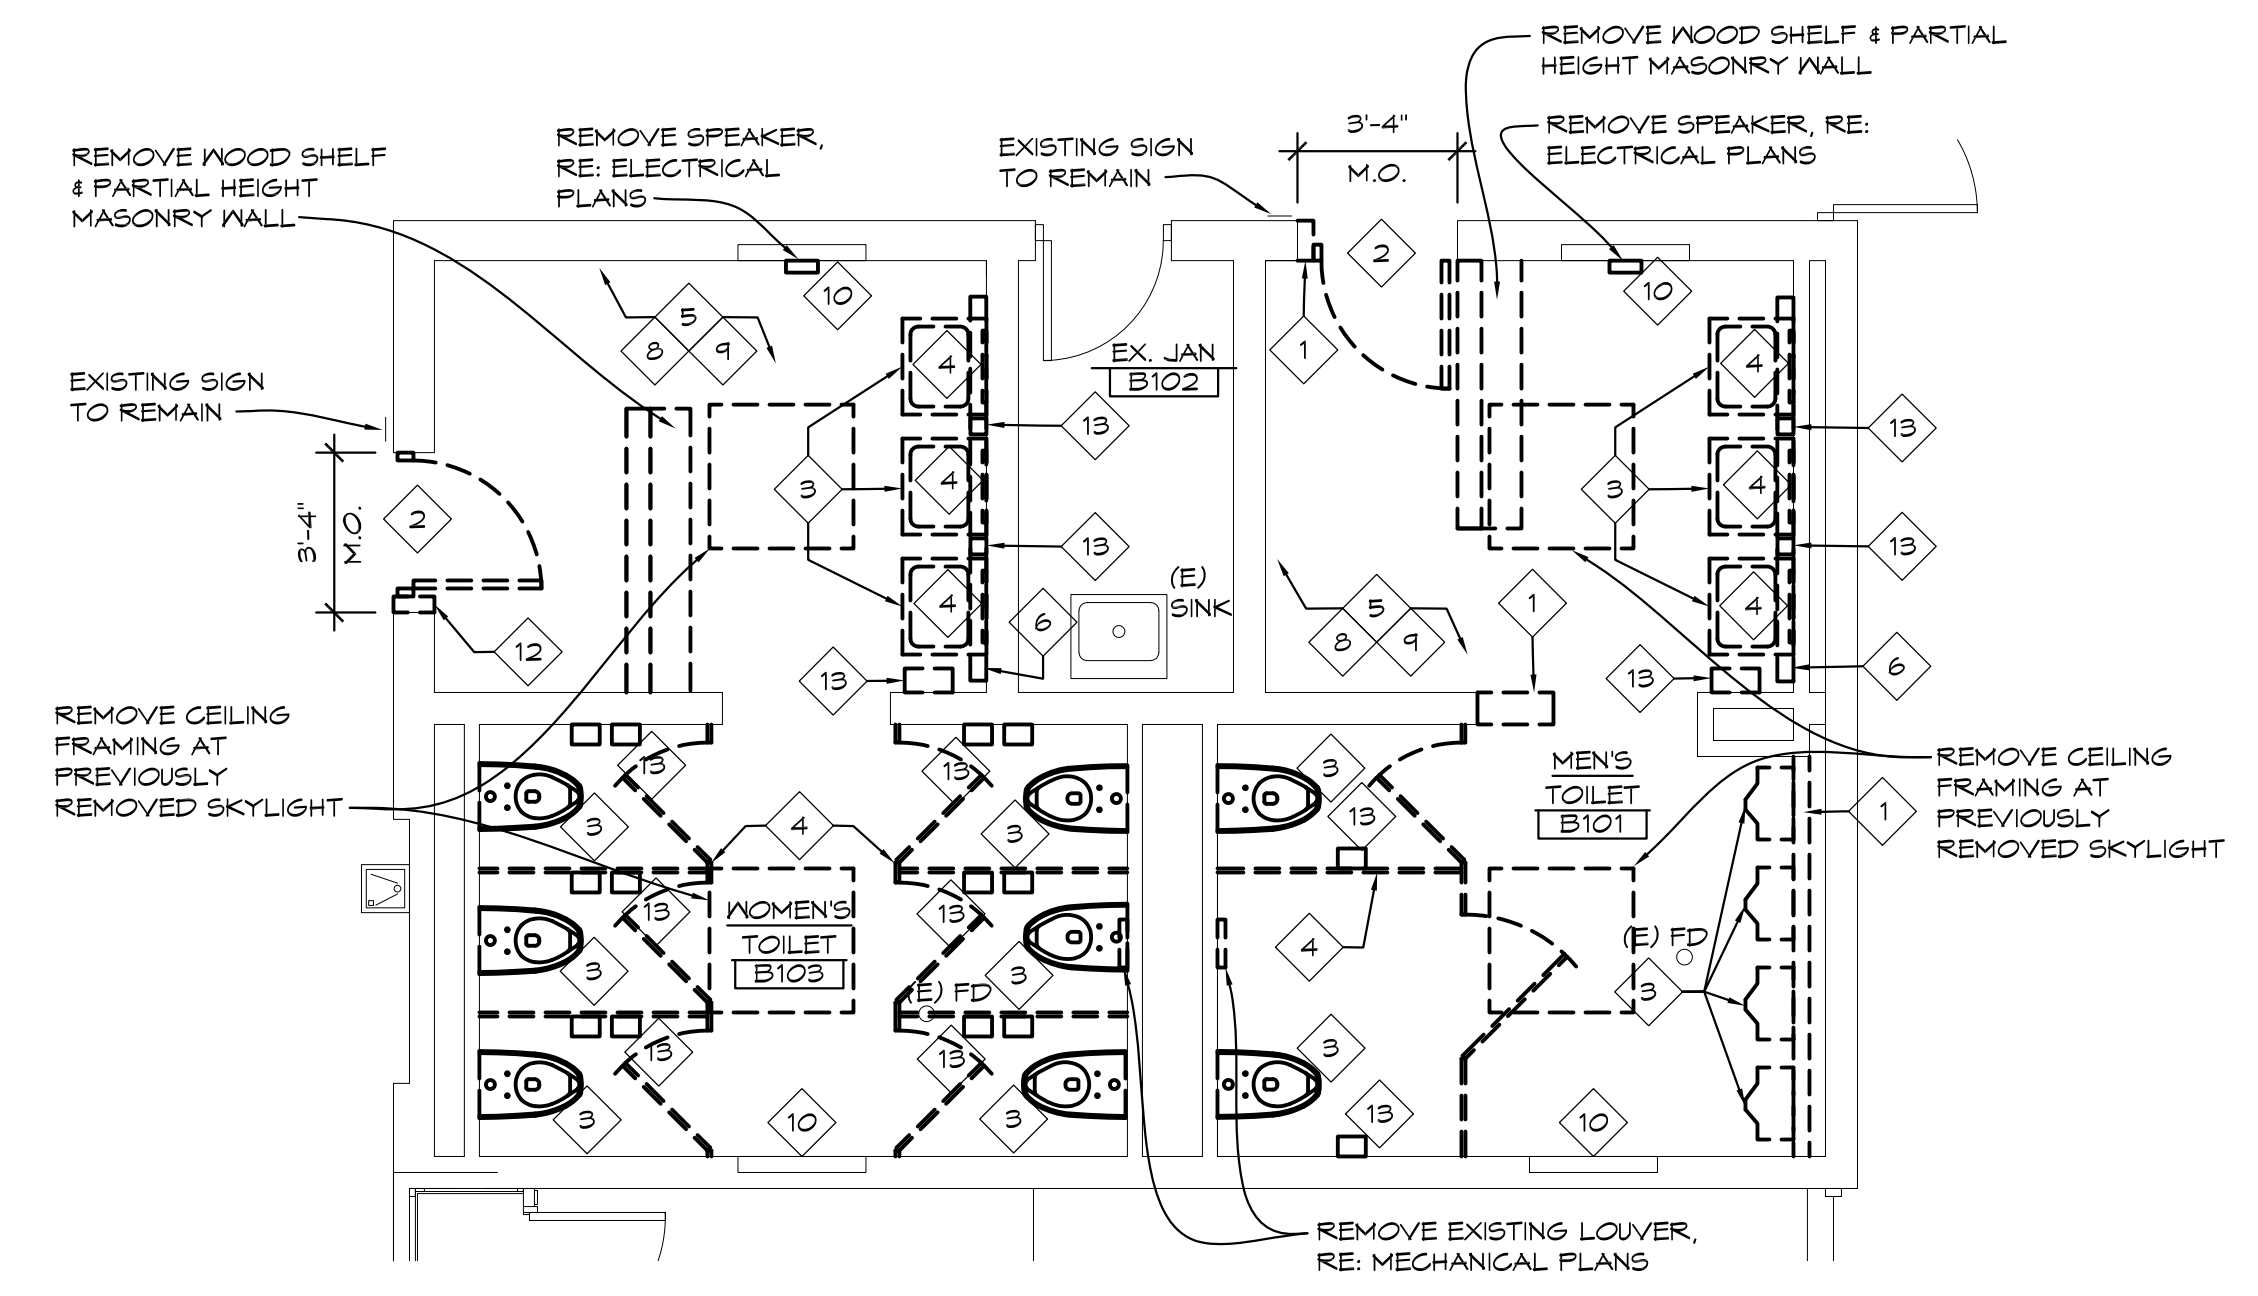 REMOVE WOOD SHELF & PARTIAL
HEIGHT MASONRY WALL
REMOVE SPEAKER, RE:
ELECTRICAL PLANS
3'-4"
M.O.
EXISTING SIGN
TO REMAIN
REMOVE SPEAKER,
RE: ELECTRICAL
PLANS
REMOVE WOOD SHELF
& PARTIAL HEIGHT
MASONRY WALL
2
10
10
5
8
9
1
EX. JAN
B102
4
4
EXISTING SIGN
TO REMAIN
13
13
3'-4"
M.O.
2
3
4
3
4
13
13
(E)
SINK
4
6
5
8
9
1
4
12
13
13
6
REMOVE CEILING
FRAMING AT
PREVIOUSLY
REMOVED SKYLIGHT
13
13
3
MEN'S
TOILET
B101
REMOVE CEILING
FRAMING AT
PREVIOUSLY
REMOVED SKYLIGHT
3
4
3
13
1
13
WOMEN'S
TOILET
B103
13
(E) FD
4
3
(E) FD
3
3
13
13
3
3
10
3
13
10
REMOVE EXISTING LOUVER,
RE: MECHANICAL PLANS